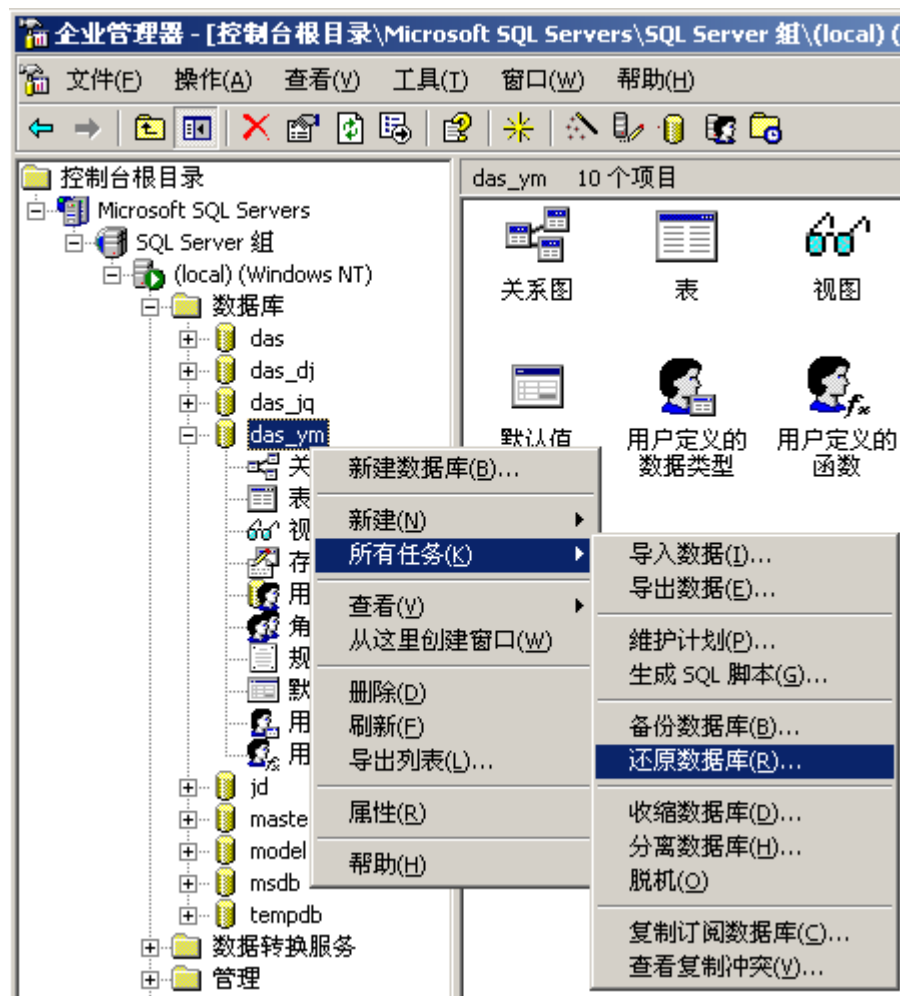 企业管理器 - [控制台根目录\Microsoft SQL Servers\SQL Server 组\(local) (
文件(F) 操作(A) 查看(V) 工具(T) 窗口(W) 帮助(H)
控制台根目录
Microsoft SQL Servers
SQL Server 组
(local) (Windows NT)
数据库
das
das_dj
das_jq
das_ym
关
表
视
存
用
角
规
默
用
用
jd
maste
model
msdb
tempdb
数据转换服务
管理
das_ym 10 个项目
关系图
表
视图
默认值
用户定义的
数据类型
用户定义的
函数
新建数据库(B)...
新建(N)
所有任务(K)
查看(V)
从这里创建窗口(W)
删除(D)
刷新(F)
导出列表(L)...
属性(R)
帮助(H)
导入数据(I)...
导出数据(E)...
维护计划(P)...
生成 SQL 脚本(G)...
备份数据库(B)...
还原数据库(R)...
收缩数据库(D)...
分离数据库(H)...
脱机(O)
复制订阅数据库(C)...
查看复制冲突(V)...